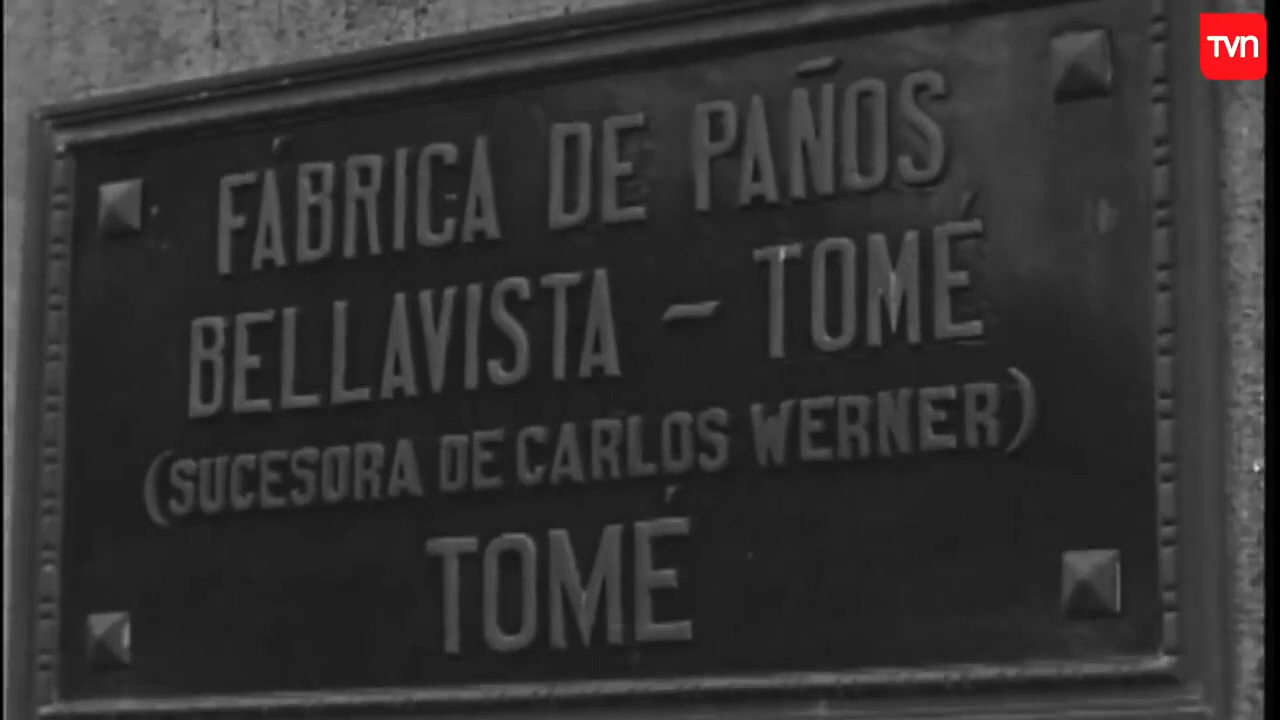 TVN
FÁBRICA DE PAÑOS
BELLAVISTA - TOMÉ
(SUCESORA DE CARLOS WERNER)
TOMÉ